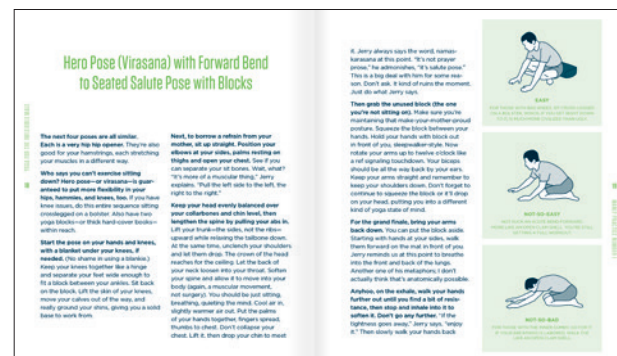 Hero Pose (Virasana) with Forward Bend
to Seated Salute Pose with Blocks
The next four poses are all similar.
Each is a very hip opener. They're also
good for your hamstrings, each stretching
your muscles in a different way.
Who says you can't exercise sitting
down? Hero pose—or virasana—is guar-
anteed to put more flexibility in your
hips, hammies, and knees, too. If you have
knee issues, do this entire sequence sitting
crosslegged on a bolster. Also have two
yoga blocks—or thick hard-cover books—
within reach.
Start the pose on your hands and knees,
with a blanket under your knees, if
needed. (No shame in using a blankie.)
Keep your knees together like a hinge
and separate your feet wide enough to
fit a block between your ankles. Sit back
on the block. Lift the skin of your knees,
move your calves out of the way, and
really ground your shins, giving you a solid
base to work from.
Next, to borrow a refrain from your
mother, sit up straight. Position your
elbows at your sides, palms resting on
thighs and open your chest. See if you
can separate your sit bones. Wait, what?
"It's more of a muscular thing," Jerry
explains. "Pull the left side to the left, the
right to the right."
Keep your head evenly balanced over
your collarbones and chin level, then
lengthen the spine by pulling your abs in.
Lift your trunk—the sides, not the ribs—
upward while relaxing the tailbone down.
At the same time, unclench your shoulders
and let them drop. The crown of the head
reaches for the ceiling. Let the back of
your neck loosen into your throat. Soften
your spine and allow it to move into your
body (again, a muscular movement,
not surgery). You should be just sitting,
breathing, quieting the mind. Cool air in,
slightly warmer air out. Put the palms
of your hands together, fingers spread,
thumbs to chest. Don't collapse your
chest. Lift it, then drop your chin to meet
it. Jerry always says the word, namas-
karasana at this point. "It's not prayer
pose," he admonishes, "it's salute pose."
This is a big deal with him for some rea-
son. Don't ask. It kind of ruins the moment.
Just do what Jerry says.
Then grab the unused block (the one
you're not sitting on). Make sure you're
maintaining that make-your-mother-proud
posture. Squeeze the block between your
hands. Hold your hands with block out
in front of you, sleepwalker-style. Now
rotate your arms up to twelve o'clock like
a ref signaling touchdown. Your biceps
should be all the way back by your ears.
Keep your arms straight and remember to
keep your shoulders down. Don't forget to
continue to squeeze the block or it'll drop
on your head, putting you into a different
kind of yoga state of mind.
For the grand finale, bring your arms
back down. You can put the block aside.
Starting with hands at your sides, walk
them forward on the mat in front of you.
Jerry reminds us at this point to breathe
into the front and back of the lungs.
Another one of his metaphors, I don't
actually think that's anatomically possible.
Anyhoo, on the exhale, walk your hands
further out until you find a bit of resis-
tance, then stop and inhale into it to
soften it. Don't go any further. "If the
tightness goes away," Jerry says, "enjoy
it." Then slowly walk your hands back
EASY
NOT-SO-EASY
NOT-SO-BAD